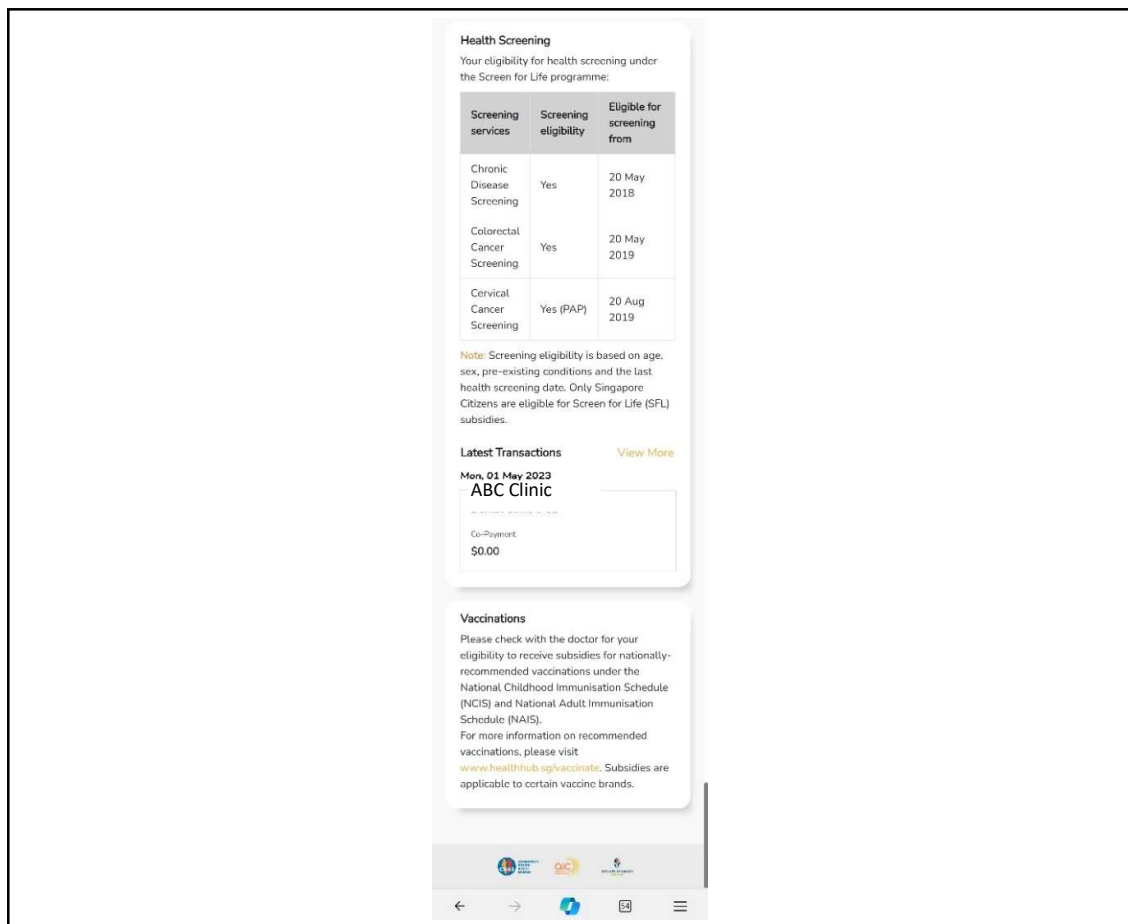 Health Screening
Your eligibility for health screening under
the Screen for Life programme:
Screening services
Screening eligibility
Eligible for screening from
Chronic Disease Screening
Yes
20 May 2018
Colorectal Cancer Screening
Yes
20 May 2019
Cervical Cancer Screening
Yes (PAP)
20 Aug 2019
Note: Screening eligibility is based on age,
sex, pre-existing conditions and the last
health screening date. Only Singapore
Citizens are eligible for Screen for Life (SFL)
subsidies.
Latest Transactions View More
Mon, 01 May 2023
ABC Clinic
Co-Payment
$0.00
Vaccinations
Please check with the doctor for your
eligibility to receive subsidies for nationally-
recommended vaccinations under the
National Childhood Immunisation Schedule
(NCIS) and National Adult Immunisation
Schedule (NAIS).
For more information on recommended
vaccinations, please visit
www.healthhub.sg/vaccinate. Subsidies are
applicable to certain vaccine brands.
CHAS
aic
54